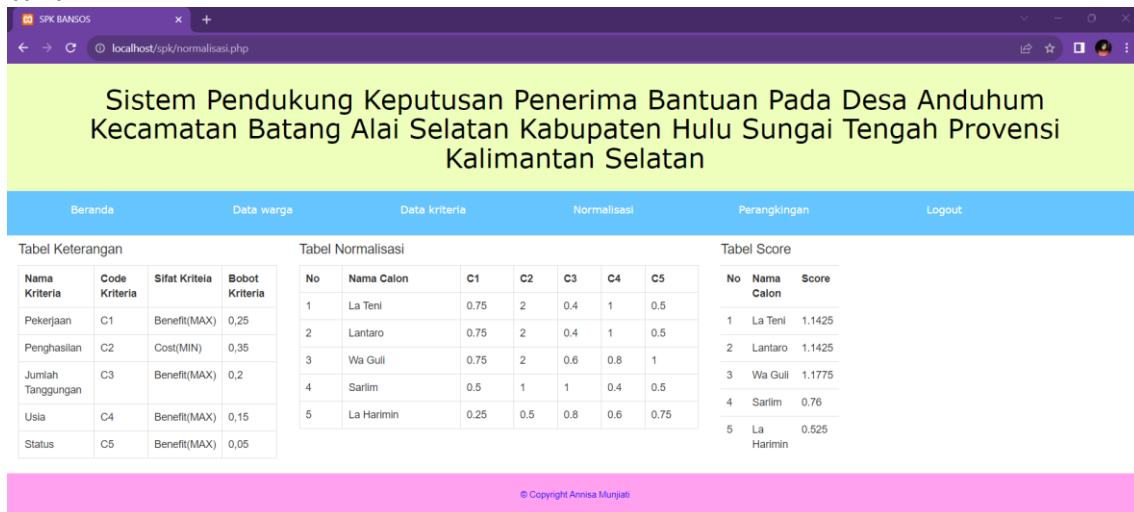 SPK BANSOS
localhost/spk/normalisasi.php
Sistem Pendukung Keputusan Penerima Bantuan Pada Desa Anduhum
Kecamatan Batang Alai Selatan Kabupaten Hulu Sungai Tengah Provensi
Kalimantan Selatan
Beranda Data warga Data kriteria Normalisasi Perangkingan Logout
Tabel Keterangan
Nama Kriteria Code Kriteria Sifat Kriteia Bobot Kriteria
Pekerjaan C1 Benefit(MAX) 0,25
Penghasilan C2 Cost(MIN) 0,35
Jumlah Tanggungan C3 Benefit(MAX) 0,2
Usia C4 Benefit(MAX) 0,15
Status C5 Benefit(MAX) 0,05
Tabel Normalisasi
No Nama Calon C1 C2 C3 C4 C5
1 La Teni 0.75 2 0.4 1 0.5
2 Lantaro 0.75 2 0.4 1 0.5
3 Wa Guli 0.75 2 0.6 0.8 1
4 Sarlim 0.5 1 1 0.4 0.5
5 La Harimin 0.25 0.5 0.8 0.6 0.75
Tabel Score
No Nama Calon Score
1 La Teni 1.1425
2 Lantaro 1.1425
3 Wa Guli 1.1775
4 Sarlim 0.76
5 La Harimin 0.525
© Copyright Annisa Munjiati